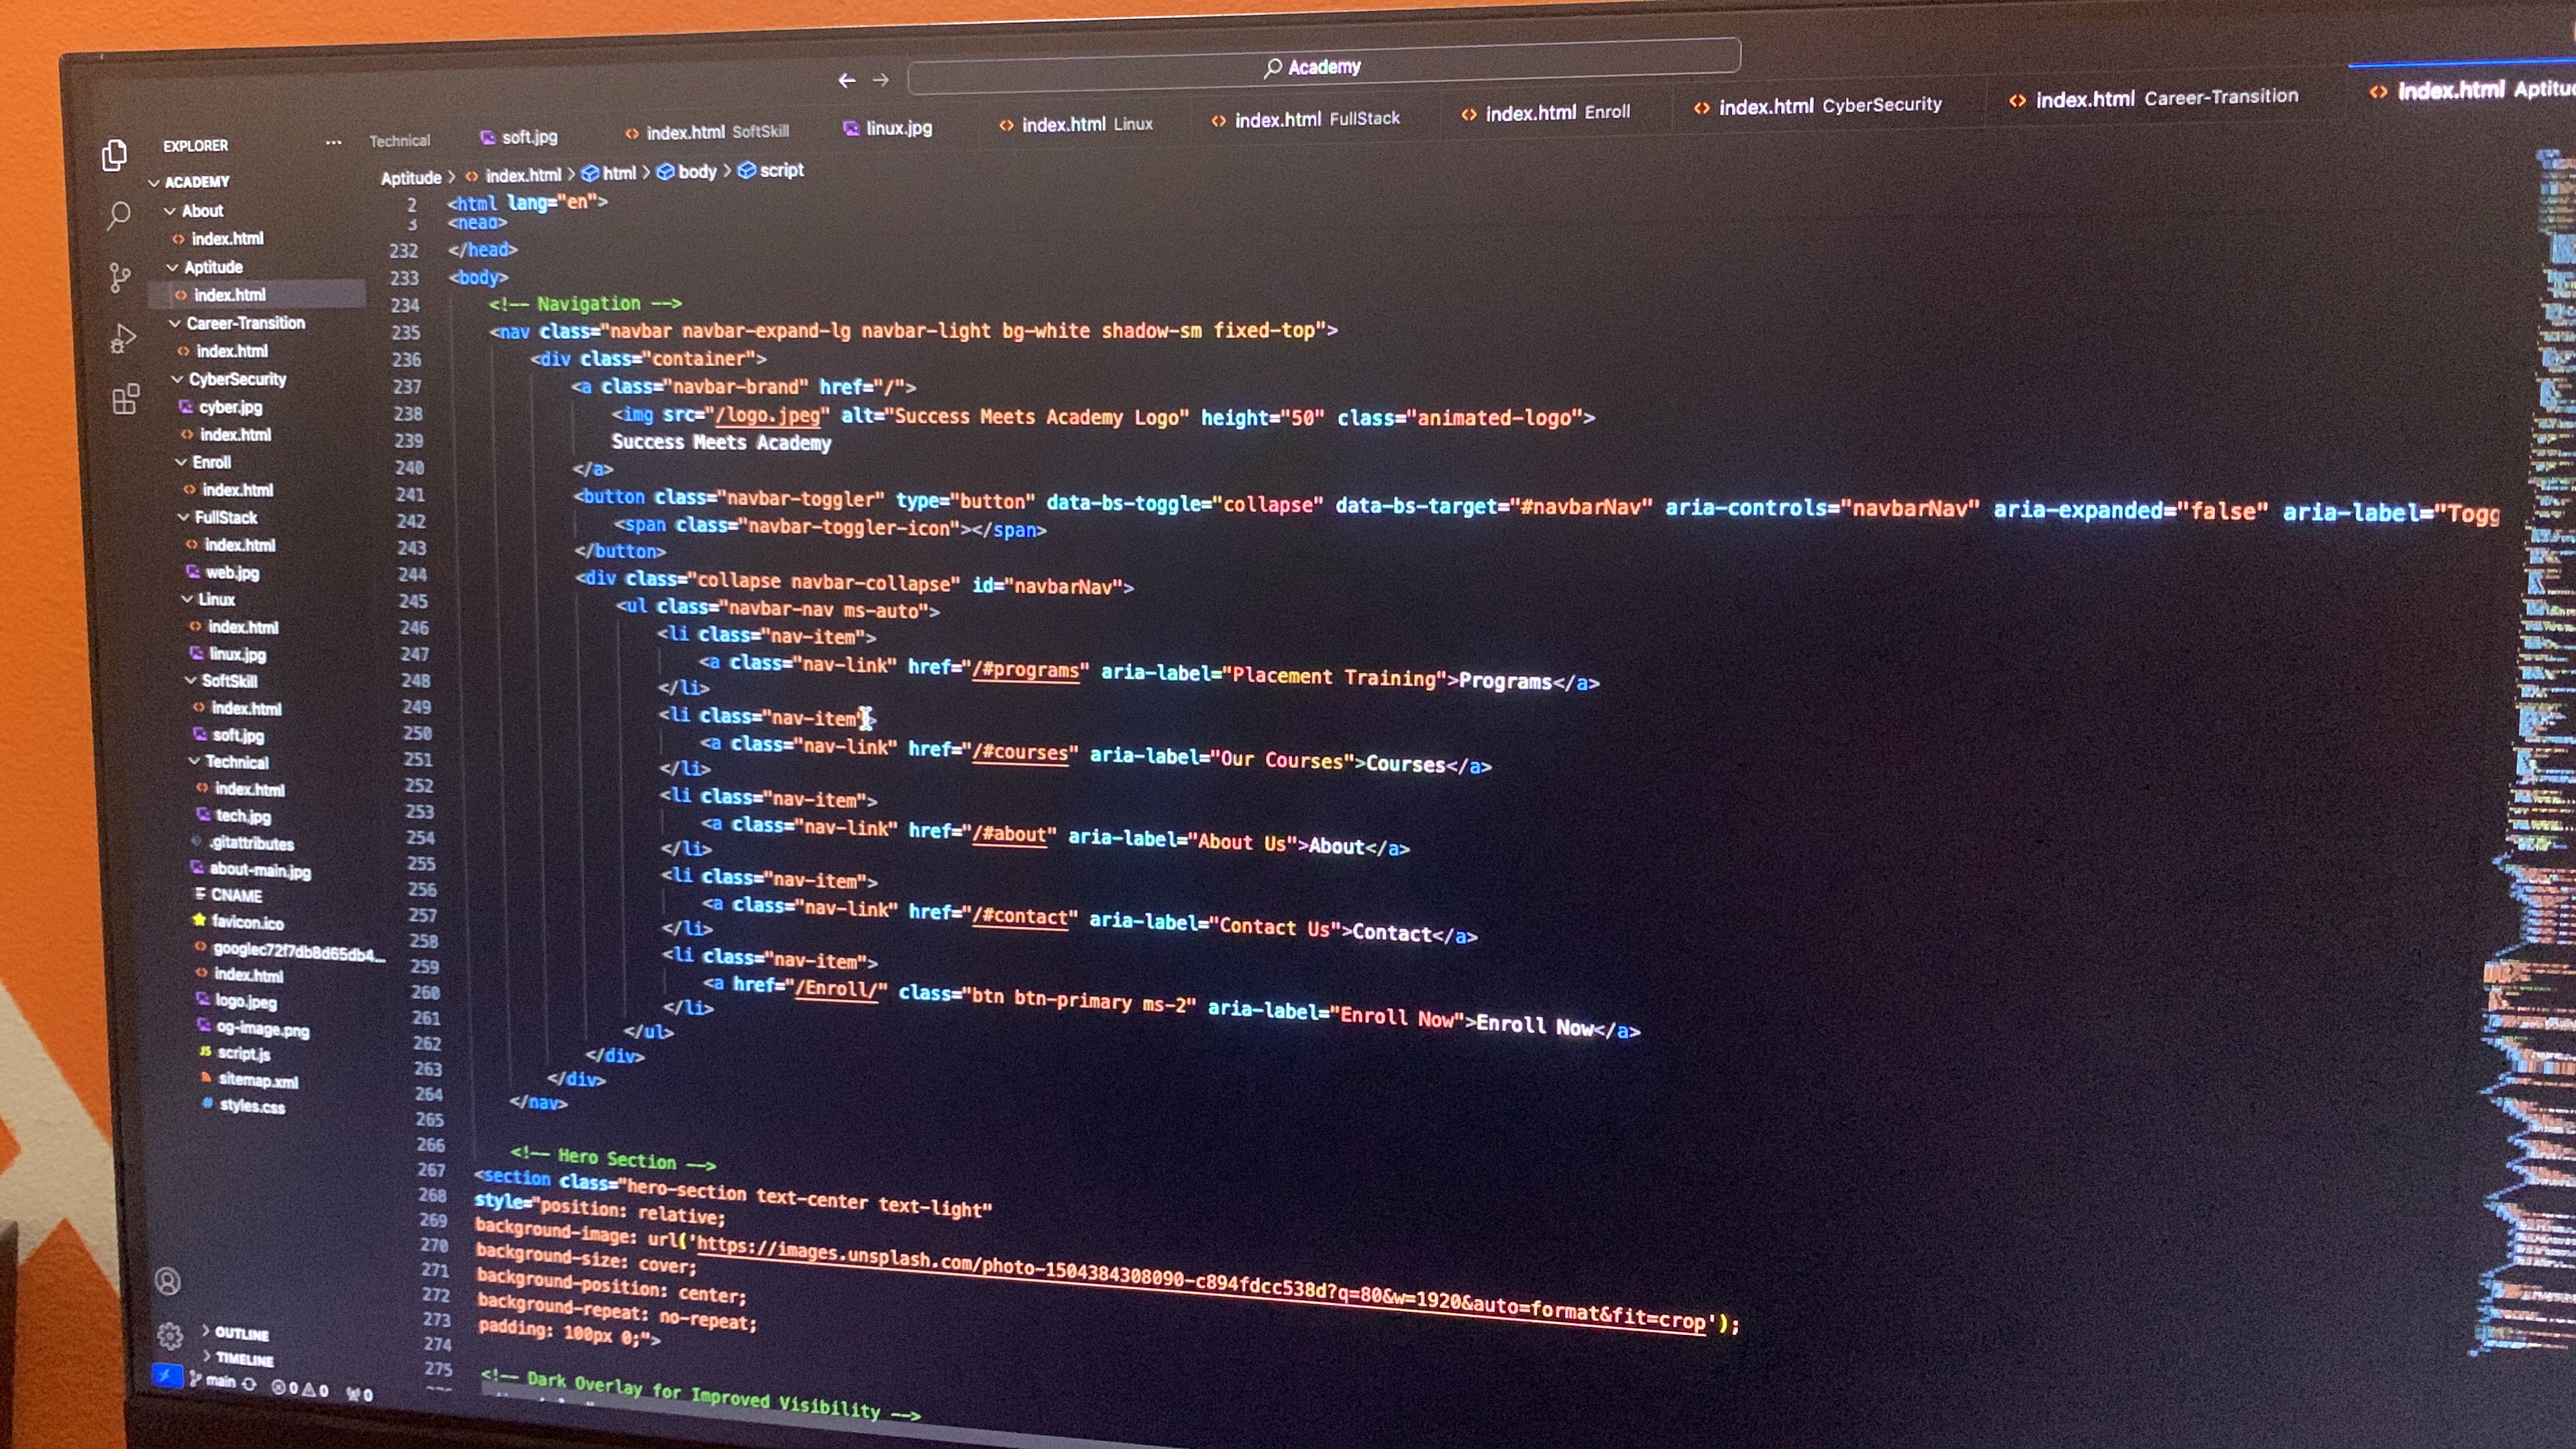 Academy
Technical
soft.jpg
index.html SoftSkill
linux.jpg
index.html Linux
index.html FullStack
index.html Enroll
index.html CyberSecurity
index.html Career-Transition
index.html
EXPLORER ...
ACADEMY
About
index.html
Aptitude
index.html
Career-Transition
index.html
CyberSecurity
cyber.jpg
index.html
Enroll
index.html
FullStack
index.html
web.jpg
Linux
index.html
linux.jpg
SoftSkill
index.html
soft.jpg
Technical
index.html
tech.jpg
.gitattributes
about-main.jpg
CNAME
favicon.ico
googlec72f7db8d65db4...
index.html
logo.jpeg
og-image.png
JS script.js
sitemap.xml
# styles.css
OUTLINE
TIMELINE
main 0 0 0
Aptitude > index.html > html > body > script
2 <html lang="en">
3 <head>
232 </head>
233 <body>
234 <!-- Navigation -->
235 <nav class="navbar navbar-expand-lg navbar-light bg-white shadow-sm fixed-top">
236 <div class="container">
237 <a class="navbar-brand" href="/">
238 <img src="/logo.jpeg" alt="Success Meets Academy Logo" height="50" class="animated-logo">
239 Success Meets Academy
240 </a>
241 <button class="navbar-toggler" type="button" data-bs-toggle="collapse" data-bs-target="#navbarNav" aria-controls="navbarNav" aria-expanded="false" aria-label="Togg
242 <span class="navbar-toggler-icon"></span>
243 </button>
244 <div class="collapse navbar-collapse" id="navbarNav">
245 <ul class="navbar-nav ms-auto">
246 <li class="nav-item">
247 <a class="nav-link" href="/#programs" aria-label="Placement Training">Programs</a>
248 </li>
249 <li class="nav-item">
250 <a class="nav-link" href="/#courses" aria-label="Our Courses">Courses</a>
251 </li>
252 <li class="nav-item">
253 <a class="nav-link" href="/#about" aria-label="About Us">About</a>
254 </li>
255 <li class="nav-item">
256 <a class="nav-link" href="/#contact" aria-label="Contact Us">Contact</a>
257 </li>
258 <li class="nav-item">
259 <a href="/Enroll/" class="btn btn-primary ms-2" aria-label="Enroll Now">Enroll Now</a>
260 </li>
261 </ul>
262 </div>
263 </div>
264 </nav>
265
266 <!-- Hero Section -->
267 <section class="hero-section text-center text-light"
268 style="position: relative;
269 background-image: url('https://images.unsplash.com/photo-1504384308090-c894fdcc538d?q=80&w=1920&auto=format&fit=crop');
270 background-size: cover;
271 background-position: center;
272 background-repeat: no-repeat;
273 padding: 100px 0;">
274
275 <!-- Dark Overlay for Improved Visibility -->